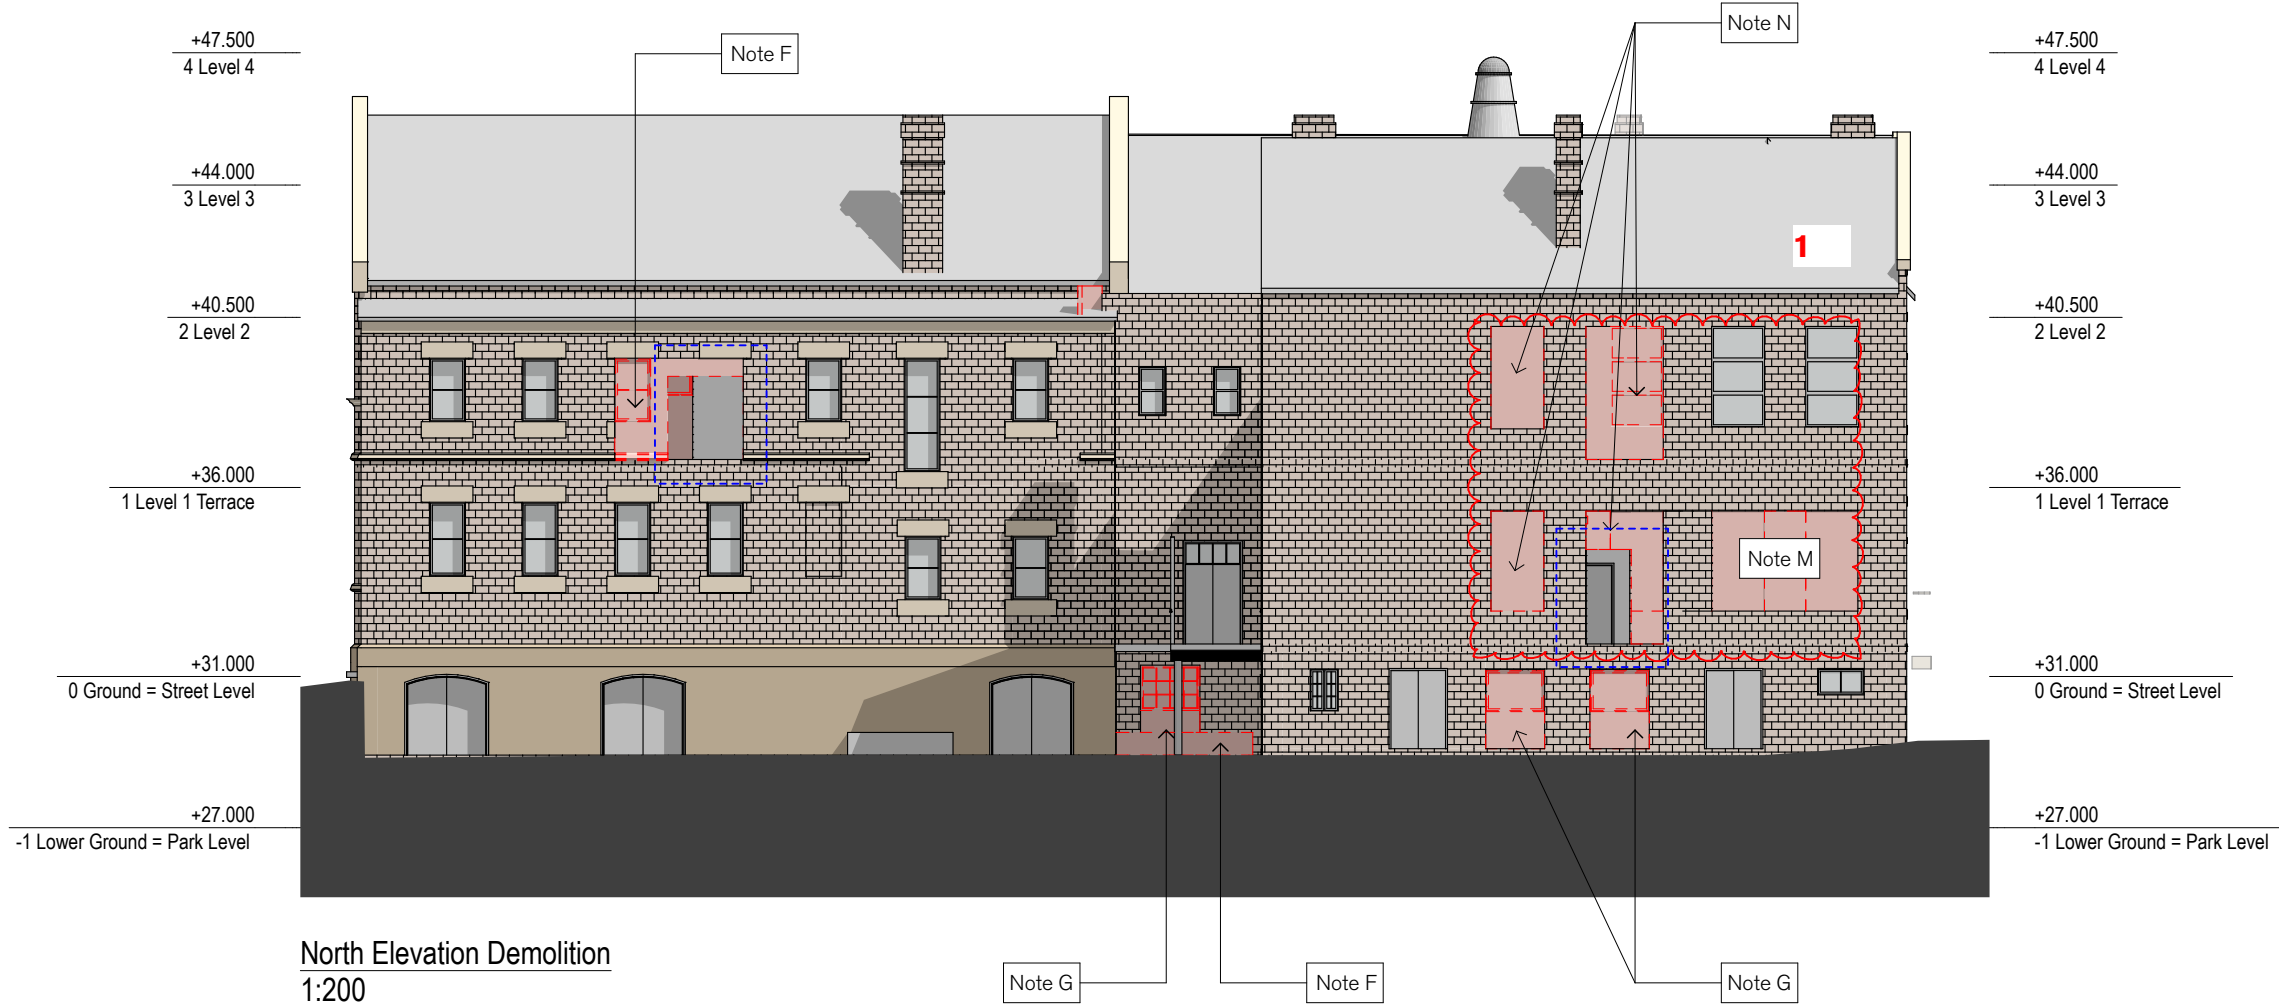 Note N
Note F
+47.500
4 Level 4
+47.500
4 Level 4
+44.000
3 Level 3
+44.000
3 Level 3
1
+40.500
2 Level 2
+40.500
2 Level 2
+36.000
1 Level 1 Terrace
+36.000
1 Level 1 Terrace
Note M
+31.000
0 Ground = Street Level
+31.000
0 Ground = Street Level
+27.000
-1 Lower Ground = Park Level
+27.000
-1 Lower Ground = Park Level
North Elevation Demolition
1:200
Note G
Note F
Note G